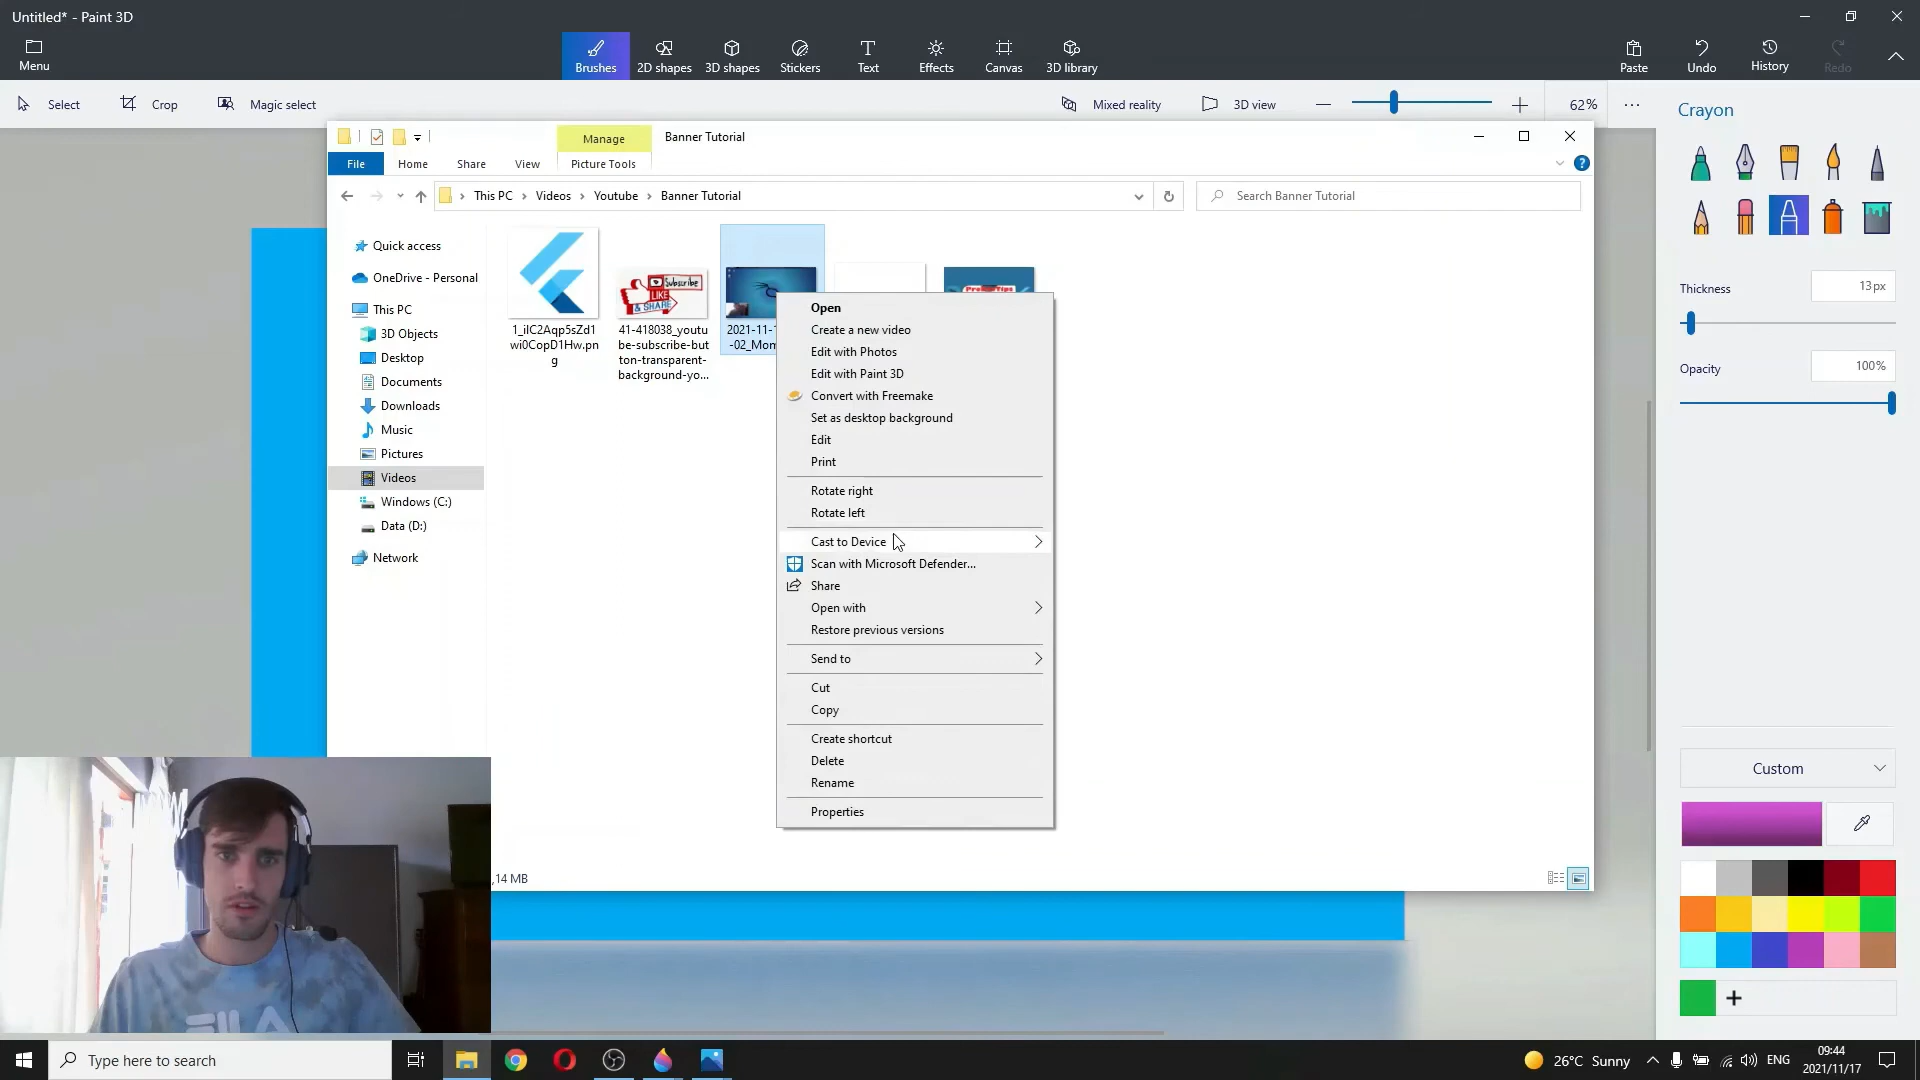 Untitled* - Paint 3D
Menu
Brushes
2D shapes
3D shapes
Stickers
Text
Effects
Canvas
3D library
Paste
Undo
History
Redo
Select
Crop
Magic select
Mixed reality
3D view
62%
Crayon
Thickness
13px
Opacity
100%
Custom
Manage
Banner Tutorial
File
Home
Share
View
Picture Tools
This PC
Videos
Youtube
Banner Tutorial
Search Banner Tutorial
Quick access
OneDrive - Personal
This PC
3D Objects
Desktop
Documents
Downloads
Music
Pictures
Videos
Windows (C:)
Data (D:)
Network
Subscribe
LIKE
& SHARE
41-418038_youtu
be-subscribe-but
ton-transparent-
background-yo...
-02_Mom
Open
Create a new video
Edit with Photos
Edit with Paint 3D
Convert with Freemake
Set as desktop background
Edit
Print
Rotate right
Rotate left
Cast to Device
Scan with Microsoft Defender...
Share
Open with
Restore previous versions
Send to
Cut
Copy
Create shortcut
Delete
Rename
Properties
,14 MB
FILA
Type here to search
26°C Sunny
ENG
09:44
2021/11/17